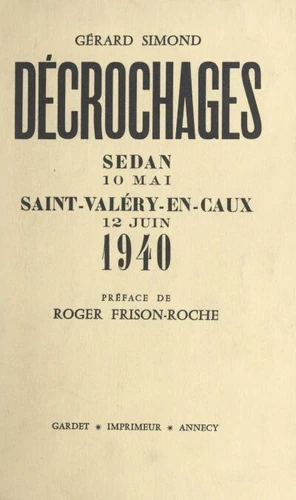 GÉRARD SIMOND
DÉCROCHAGES
SEDAN
10 MAI
SAINT-VALÉRY-EN-CAUX
12 JUIN
1940
PRÉFACE DE
ROGER FRISON-ROCHE
GARDET * IMPRIMEUR * ANNECY